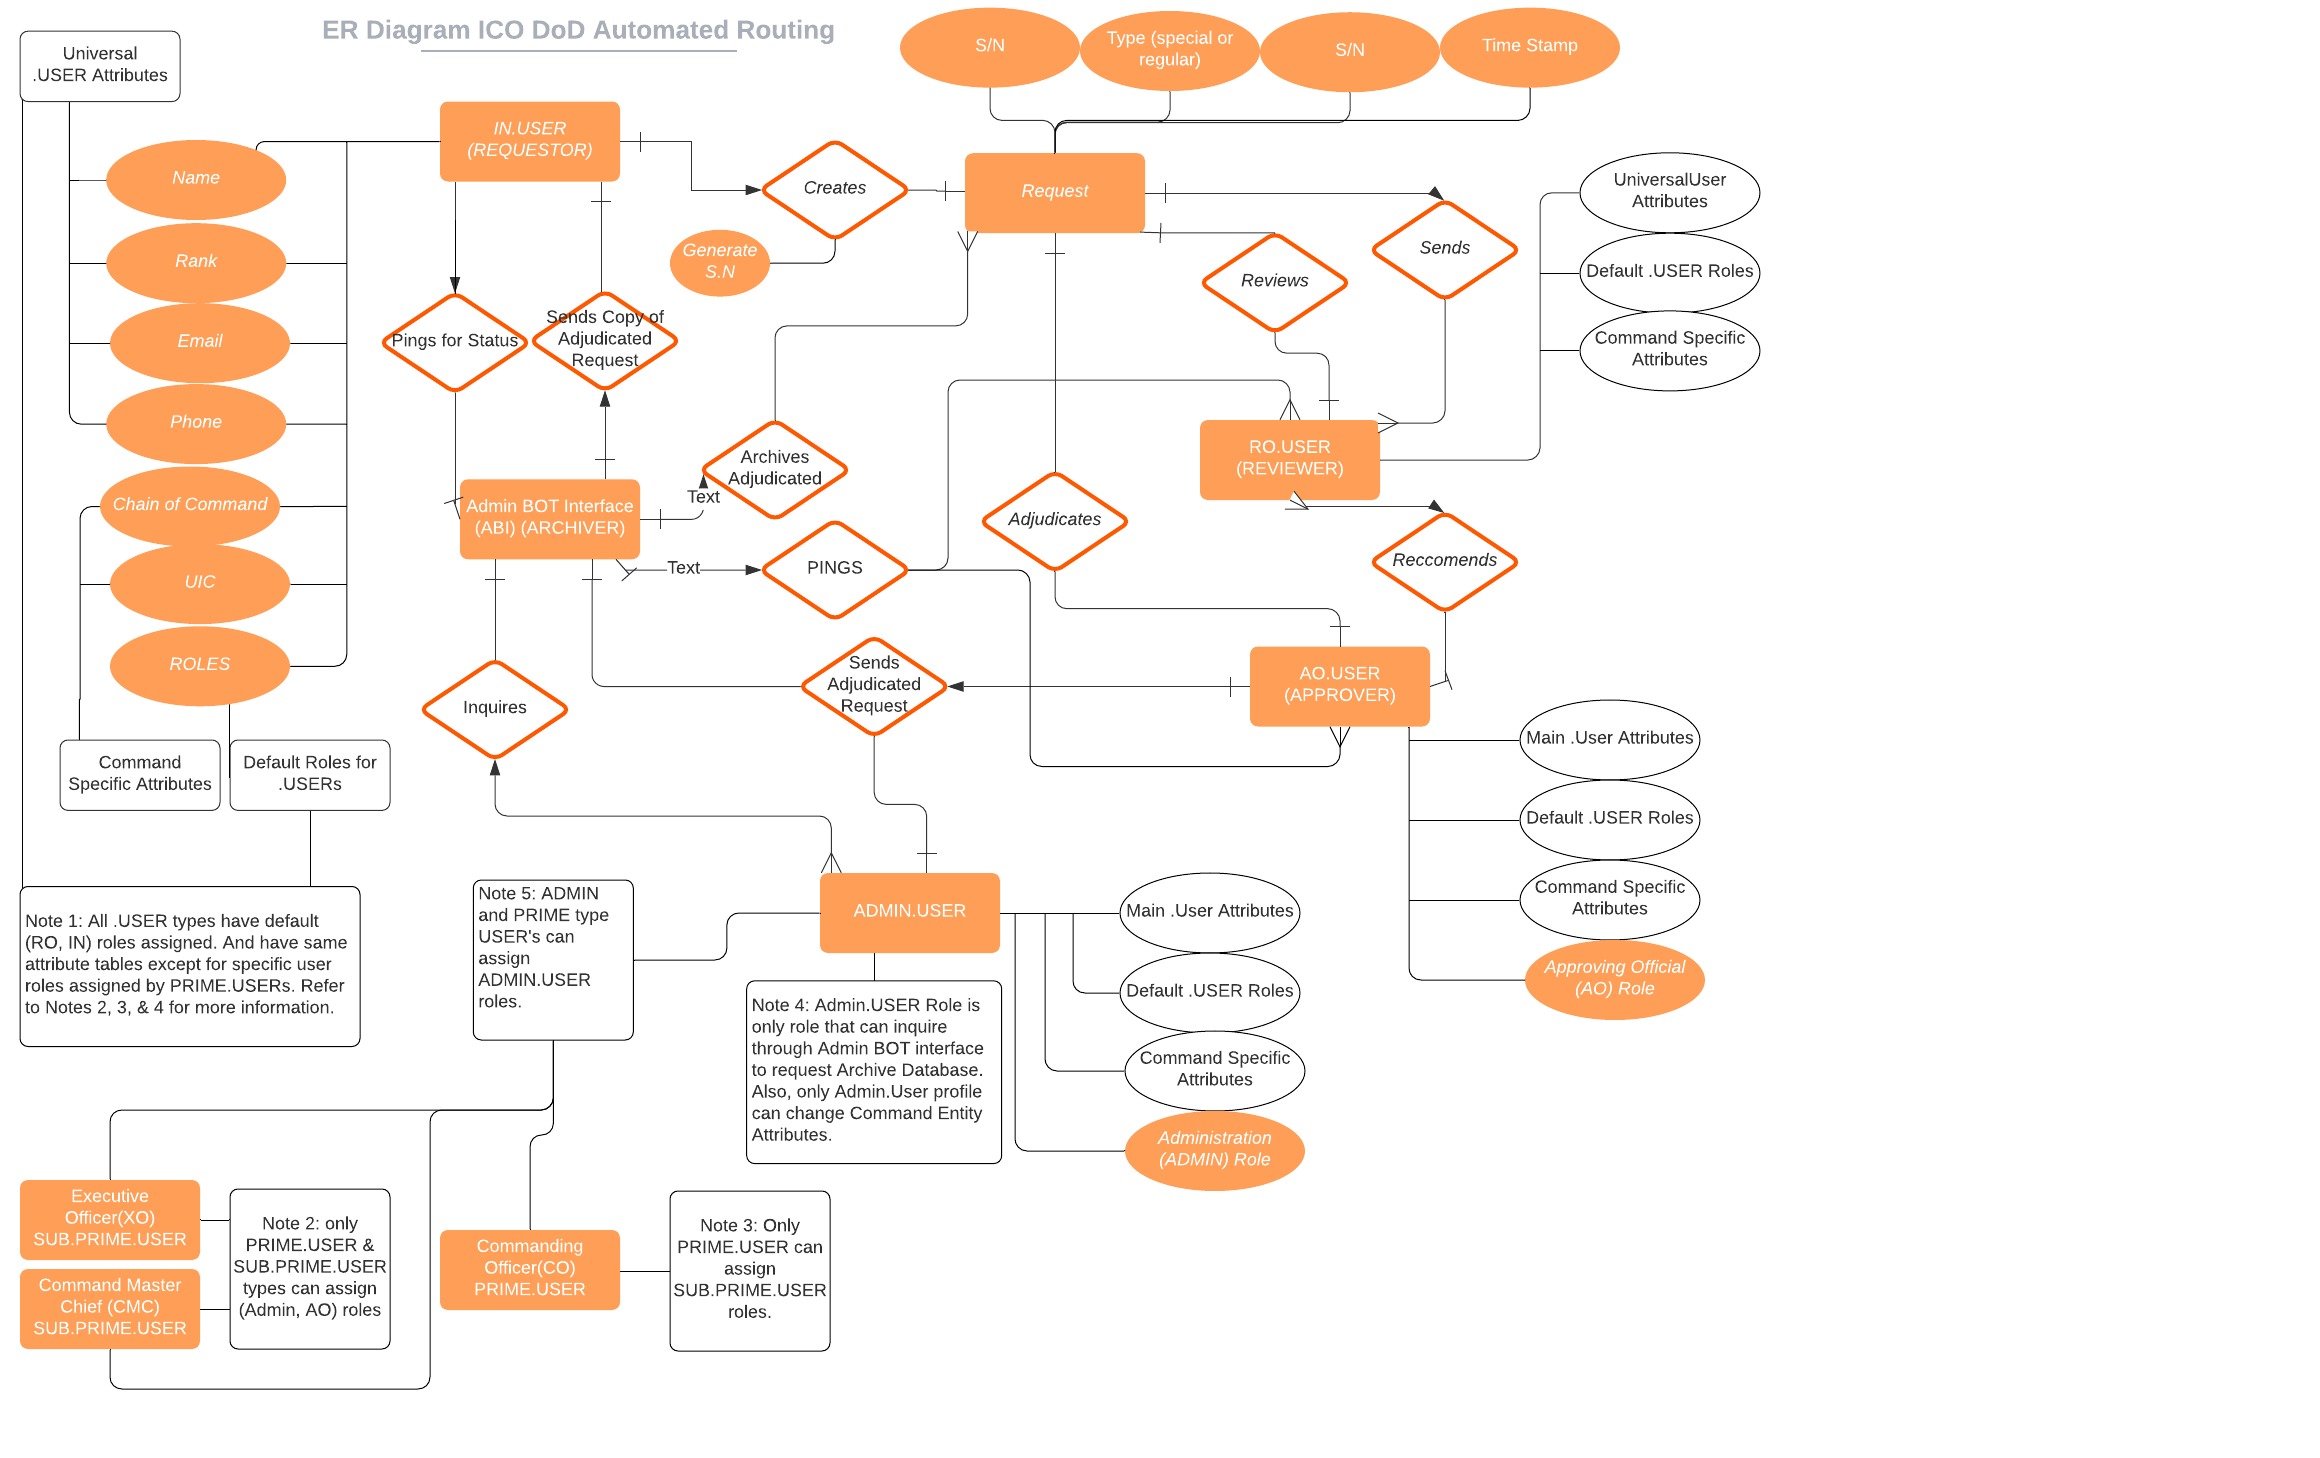 ER Diagram ICO DoD Automated Routing
Universal
.USER Attributes
S/N
Type (special or
regular)
S/N
Time Stamp
IN.USER
(REQUESTOR)
Name
Rank
Email
Phone
Chain of Command
UIC
ROLES
Creates
Generate
S.N
Request
Sends
Reviews
UniversalUser
Attributes
Default .USER Roles
Command Specific
Attributes
Pings for Status
Sends Copy of
Adjudicated
Request
Archives
Adjudicated
Text
Admin BOT Interface
(ABI) (ARCHIVER)
Text
PINGS
Adjudicates
RO.USER
(REVIEWER)
Reccomends
Inquires
Sends
Adjudicated
Request
AO.USER
(APPROVER)
Main .User Attributes
Default .USER Roles
Command Specific
Attributes
Approving Official
(AO) Role
Command
Specific Attributes
Default Roles for
.USERs
Note 1: All .USER types have default
(RO, IN) roles assigned. And have same
attribute tables except for specific user
roles assigned by PRIME.USERs. Refer
to Notes 2, 3, & 4 for more information.
Note 5: ADMIN
and PRIME type
USER's can
assign
ADMIN.USER
roles.
ADMIN.USER
Main .User Attributes
Default .USER Roles
Command Specific
Attributes
Administration
(ADMIN) Role
Note 4: Admin.USER Role is
only role that can inquire
through Admin BOT interface
to request Archive Database.
Also, only Admin.User profile
can change Command Entity
Attributes.
Executive
Officer(XO)
SUB.PRIME.USER
Command Master
Chief (CMC)
SUB.PRIME.USER
Note 2: only
PRIME.USER &
SUB.PRIME.USER
types can assign
(Admin, AO) roles
Commanding
Officer(CO)
PRIME.USER
Note 3: Only
PRIME.USER can
assign
SUB.PRIME.USER
roles.